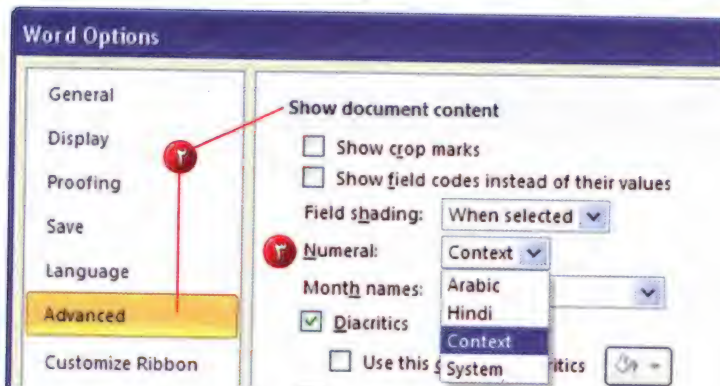 Word Options
General
Display
Proofing
Save
Language
Advanced
Customize Ribbon
۲
Show document content
Show crop marks
Show field codes instead of their values
Field shading: When selected
۳ Numeral: Context
Month names:
Arabic
Hindi
Context
System
Diacritics
Use this